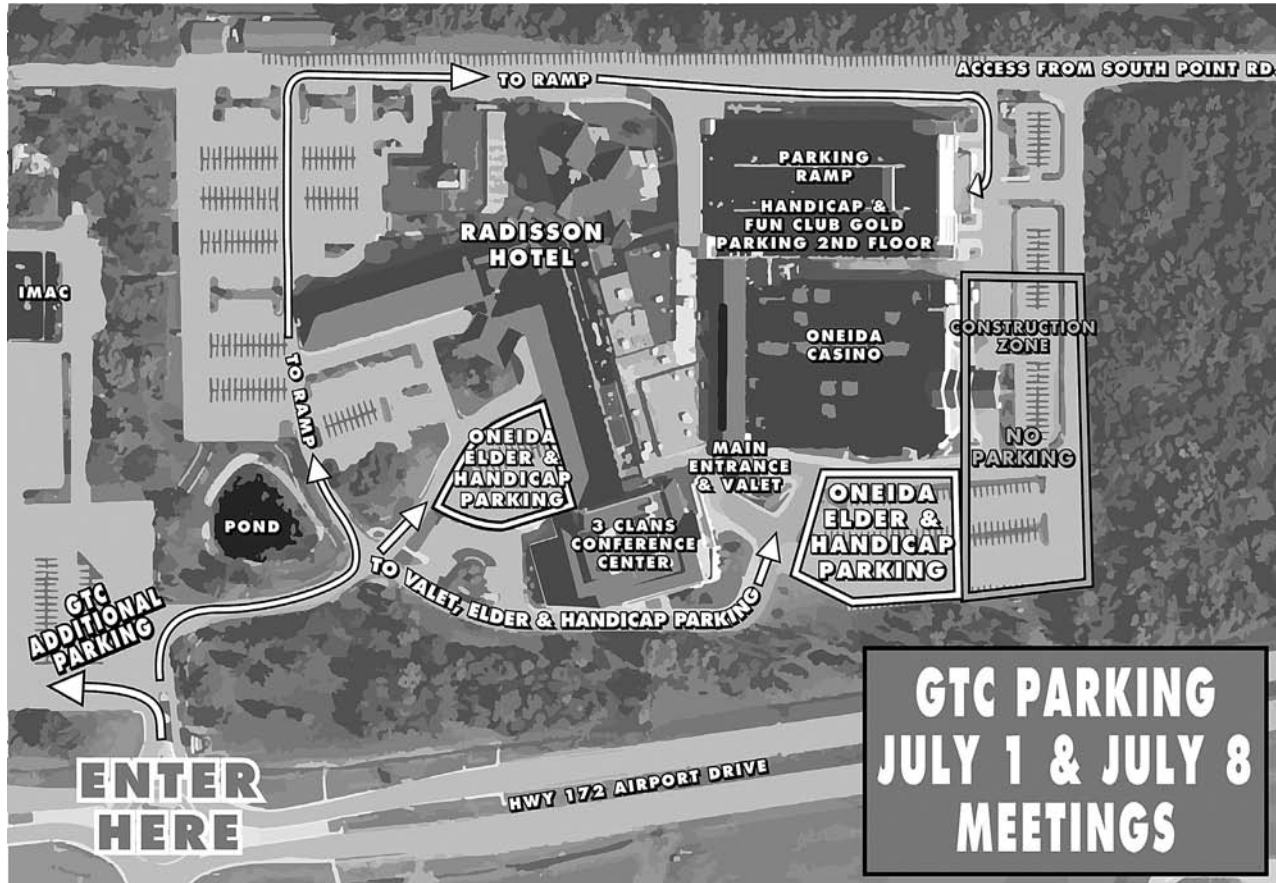 TO RAMP
ACCESS FROM SOUTH POINT RD.
PARKING
RAMP
HANDICAP &
FUN CLUB GOLD
PARKING 2ND FLOOR
RADISSON
HOTEL
IMAC
ONEIDA
CASINO
CONSTRUCTION
ZONE
NO
PARKING
TO RAMP
ONEIDA
ELDER &
HANDICAP
PARKING
MAIN
ENTRANCE
& VALET
ONEIDA
ELDER &
HANDICAP
PARKING
POND
3 CLANS
CONFERENCE
CENTER
TO VALET, ELDER & HANDICAP PARKING
GTC
ADDITIONAL
PARKING
ENTER
HERE
HWY 172 AIRPORT DRIVE
GTC PARKING
JULY 1 & JULY 8
MEETINGS